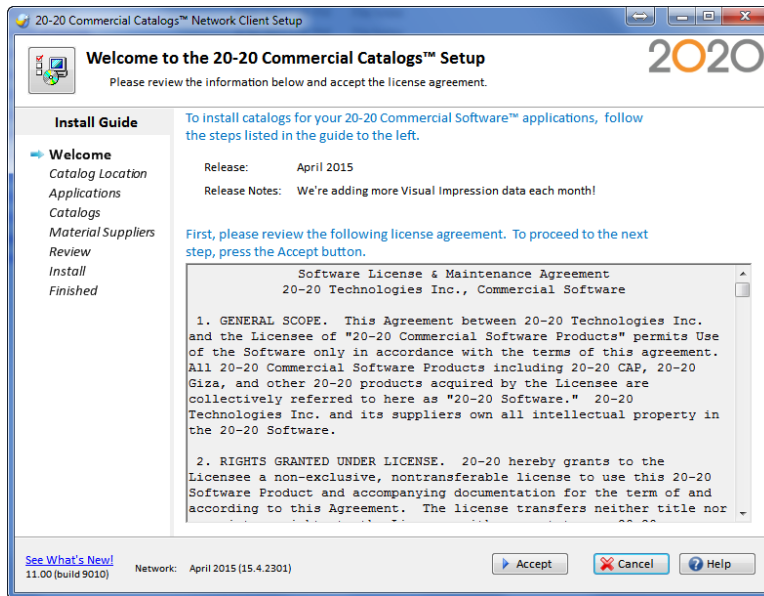 20-20 Commercial Catalogs™ Network Client Setup
Welcome to the 20-20 Commercial Catalogs™ Setup
Please review the information below and accept the license agreement.
2020
Install Guide
Welcome
Catalog Location
Applications
Catalogs
Material Suppliers
Review
Install
Finished
To install catalogs for your 20-20 Commercial Software™ applications, follow
the steps listed in the guide to the left.
Release: April 2015
Release Notes: We're adding more Visual Impression data each month!
First, please review the following license agreement. To proceed to the next
step, press the Accept button.
Software License & Maintenance Agreement
20-20 Technologies Inc., Commercial Software
1. GENERAL SCOPE. This Agreement between 20-20 Technologies Inc.
and the Licensee of "20-20 Commercial Software Products" permits Use
of the Software only in accordance with the terms of this agreement.
All 20-20 Commercial Software Products including 20-20 CAP, 20-20
Giza, and other 20-20 products acquired by the Licensee are
collectively referred to here as "20-20 Software." 20-20
Technologies Inc. and its suppliers own all intellectual property in
the 20-20 Software.
2. RIGHTS GRANTED UNDER LICENSE. 20-20 hereby grants to the
Licensee a non-exclusive, nontransferable license to use this 20-20
Software Product and accompanying documentation for the term of and
according to this Agreement. The license transfers neither title nor
See What's New!
11.00 (build 9010)
Network: April 2015 (15.4.2301)
Accept
Cancel
Help